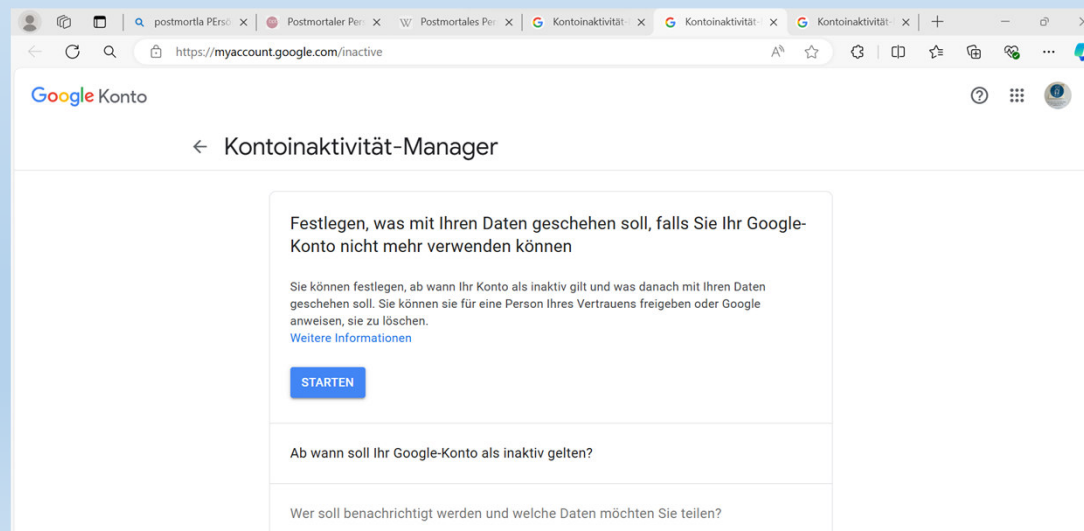 postmortla PErsö
Postmortaler Per
Postmortales Per
Kontoinaktivität-
Kontoinaktivität-
Kontoinaktivität-
https://myaccount.google.com/inactive
Google Konto
Kontoinaktivität-Manager
Festlegen, was mit Ihren Daten geschehen soll, falls Sie Ihr Google-
Konto nicht mehr verwenden können
Sie können festlegen, ab wann Ihr Konto als inaktiv gilt und was danach mit Ihren Daten
geschehen soll. Sie können sie für eine Person Ihres Vertrauens freigeben oder Google
anweisen, sie zu löschen.
Weitere Informationen
STARTEN
Ab wann soll Ihr Google-Konto als inaktiv gelten?
Wer soll benachrichtigt werden und welche Daten möchten Sie teilen?